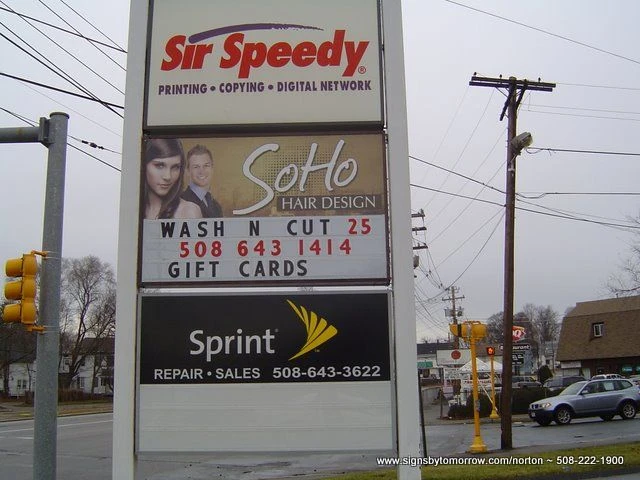 Sir Speedy®
PRINTING • COPYING • DIGITAL NETWORK
SoHo
HAIR DESIGN
WASH N CUT 25
508 643 1414
GIFT CARDS
Sprint
REPAIR • SALES 508-643-3622
DQ
www.signsbytomorrow.com/norton ~ 508-222-1900